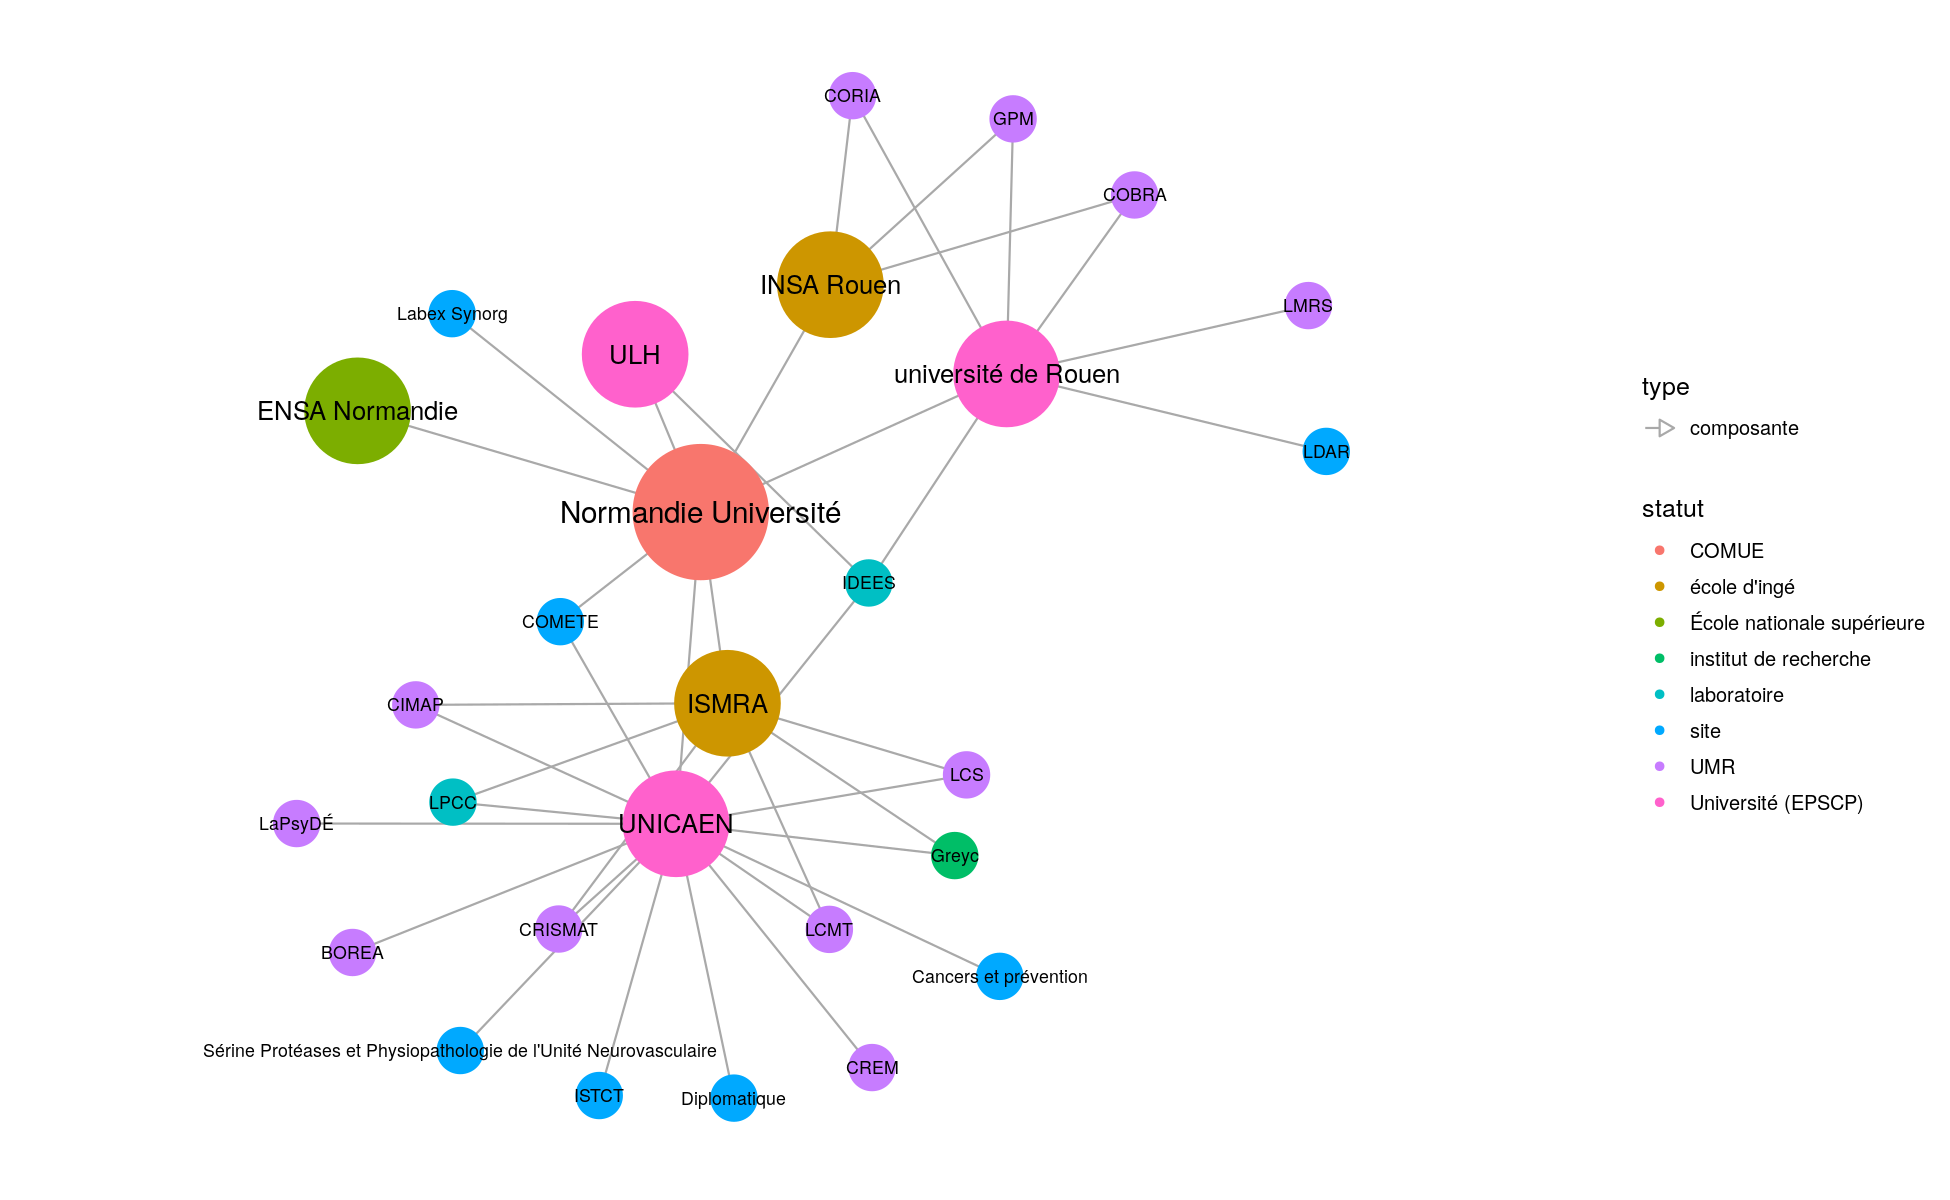 CORIA
GPM
COBRA
INSA Rouen
LMRS
Labex Synorg
ULH
université de Rouen
ENSA Normandie
LDAR
Normandie Université
IDEES
COMETE
CIMAP
ISMRA
LCS
LPCC
LaPsyDÉ
UNICAEN
Greyc
CRISMAT
LCMT
BOREA
Cancers et prévention
Sérine Protéases et Physiopathologie de l'Unité Neurovasculaire
CREM
ISTCT
Diplomatique
type
composante
statut
COMUE
école d'ingé
École nationale supérieure
institut de recherche
laboratoire
site
UMR
Université (EPSCP)